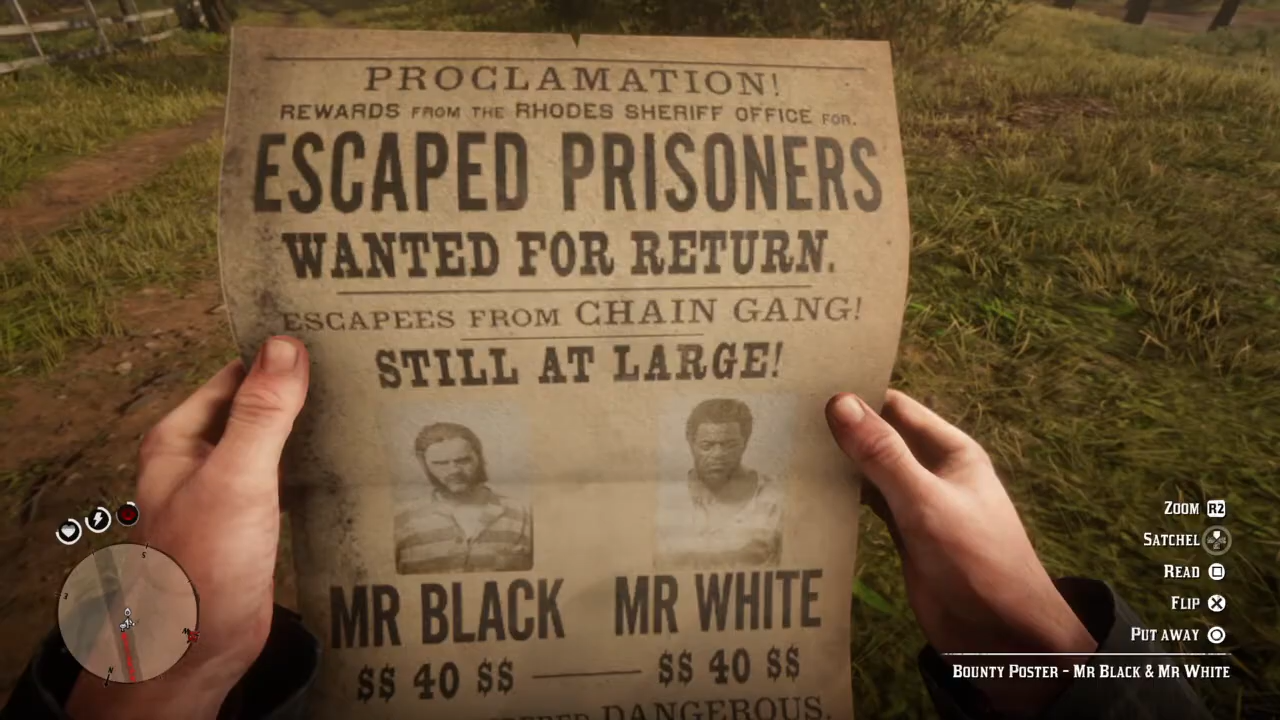 PROCLAMATION!
REWARDS FROM THE RHODES SHERIFF OFFICE FOR.
ESCAPED PRISONERS
WANTED FOR RETURN.
ESCAPEES FROM CHAIN GANG!
STILL AT LARGE!
MR BLACK MR WHITE
$$ 40 $$ $$ 40 $$
DANGEROUS.
ZOOM R2
SATCHEL
READ
FLIP
PUT AWAY
BOUNTY POSTER - MR BLACK & MR WHITE